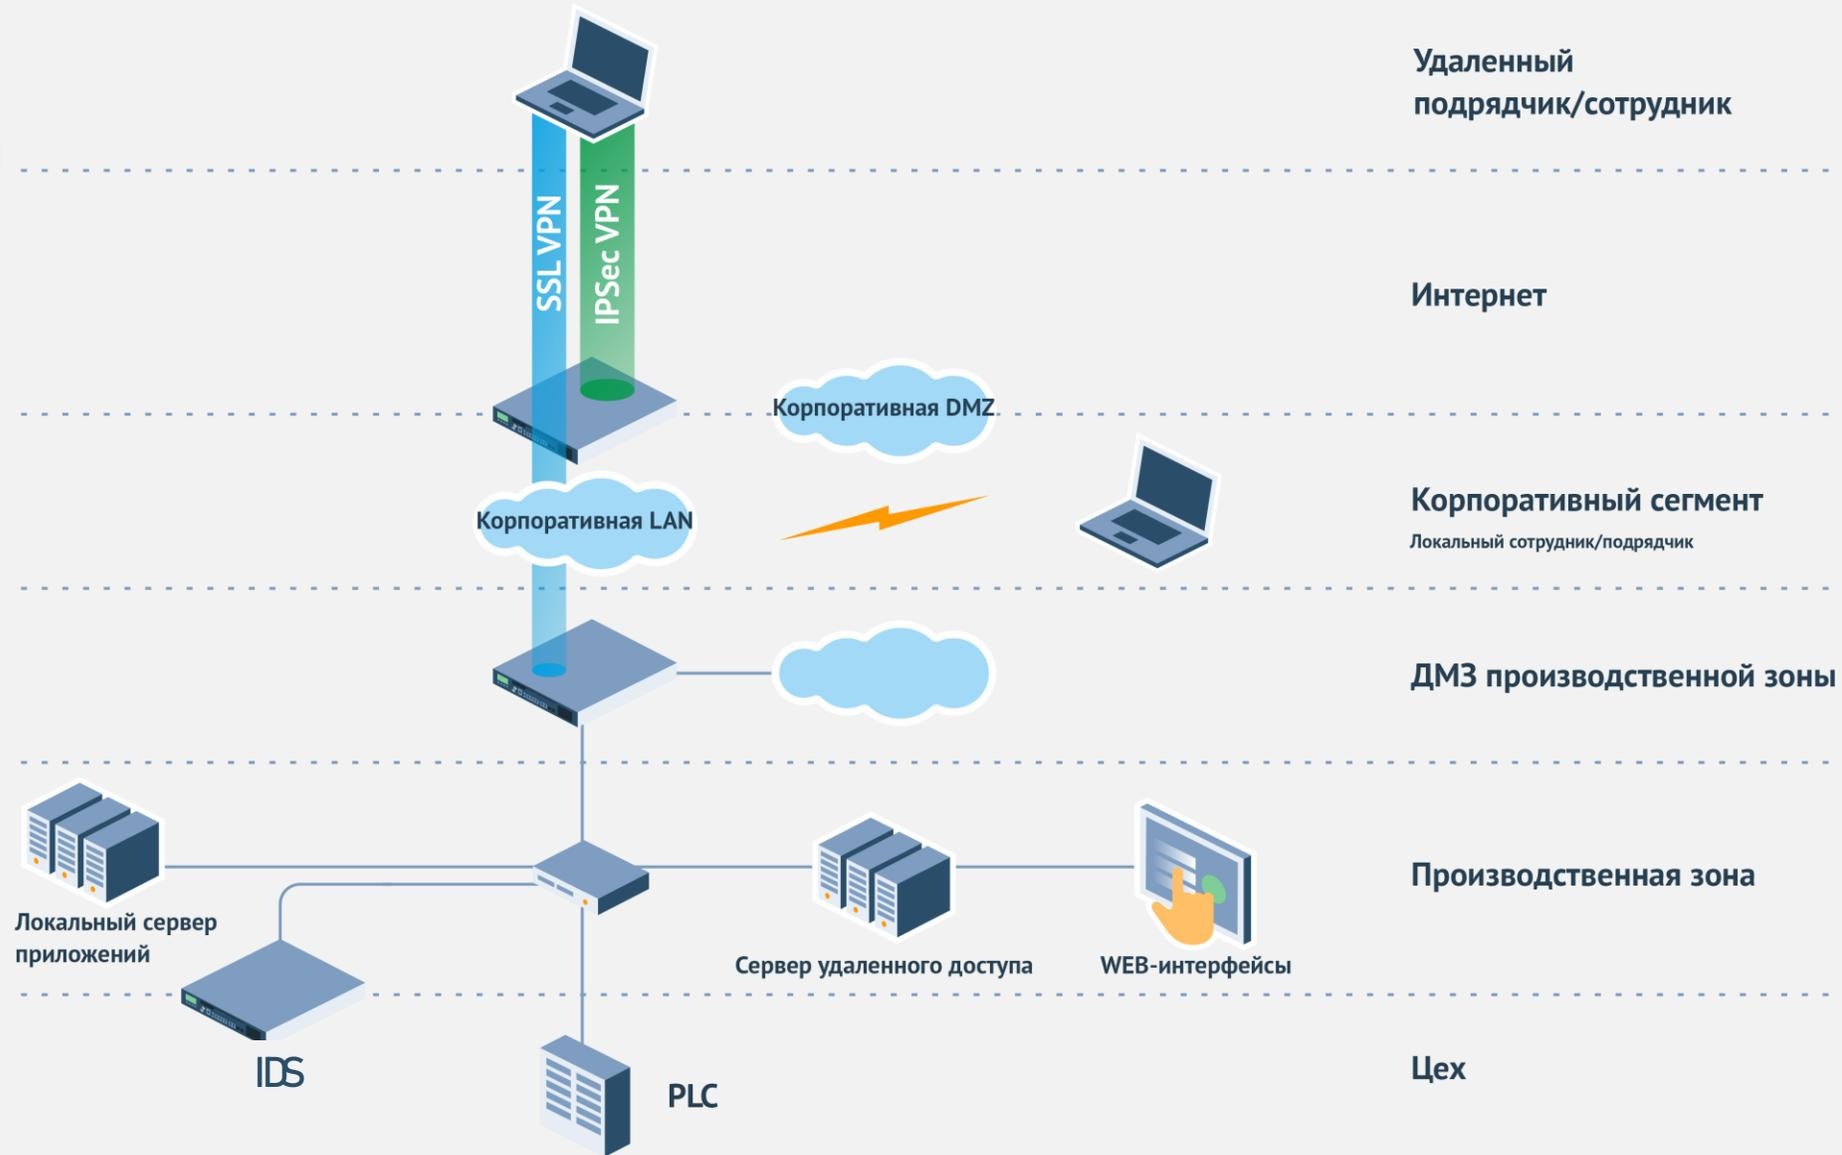 Удаленный
подрядчик/сотрудник
SSL VPN
IPSec VPN
Интернет
Корпоративная DMZ
Корпоративная LAN
Корпоративный сегмент
Локальный сотрудник/подрядчик
ДМЗ производственной зоны
Производственная зона
Локальный сервер
приложений
Сервер удаленного доступа
WEB-интерфейсы
IDS
PLC
Цех